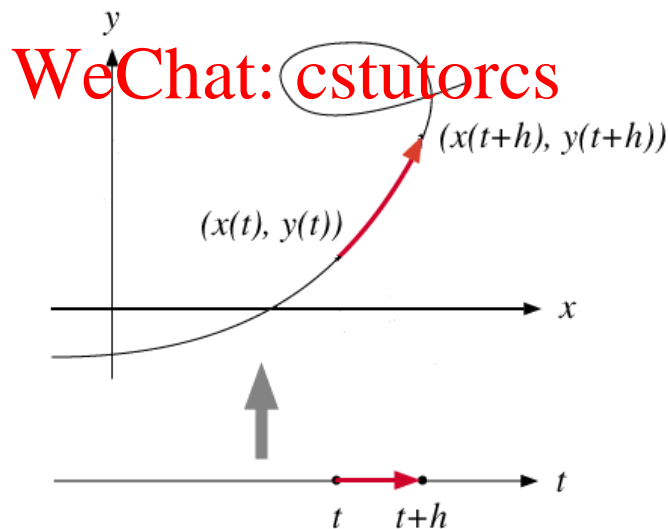 y
WeChat: cstutorcs
(x(t+h), y(t+h))
(x(t), y(t))
x
t
t t+h